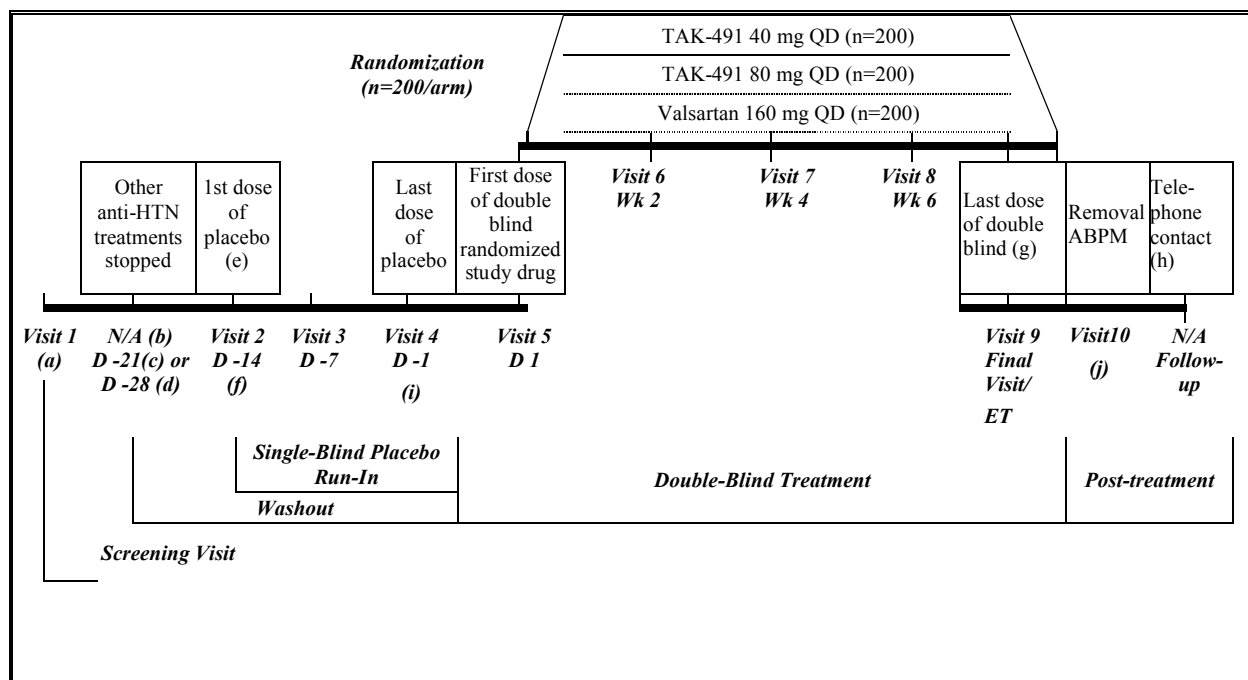 TAK-491 40 mg QD (n=200)
Randomization
(n=200/arm)
TAK-491 80 mg QD (n=200)
Valsartan 160 mg QD (n=200)
Other
anti-HTN
treatments
stopped
1st dose
of
placebo
(e)
Last
dose
of
placebo
First dose
of double
blind
randomized
study drug
Visit 6
Wk 2
Visit 7
Wk 4
Visit 8
Wk 6
Last dose
of double
blind (g)
Removal
ABPM
Tele-
phone
contact
(h)
Visit 1
(a)
N/A (b)
D -21(c) or
D -28 (d)
Visit 2
D -14
(f)
Visit 3
D -7
Visit 4
D -1
(i)
Visit 5
D 1
Visit 9
Final
Visit/
ET
Visit10
(j)
N/A
Follow-
up
Single-Blind Placebo
Run-In
Double-Blind Treatment
Post-treatment
Washout
Screening Visit